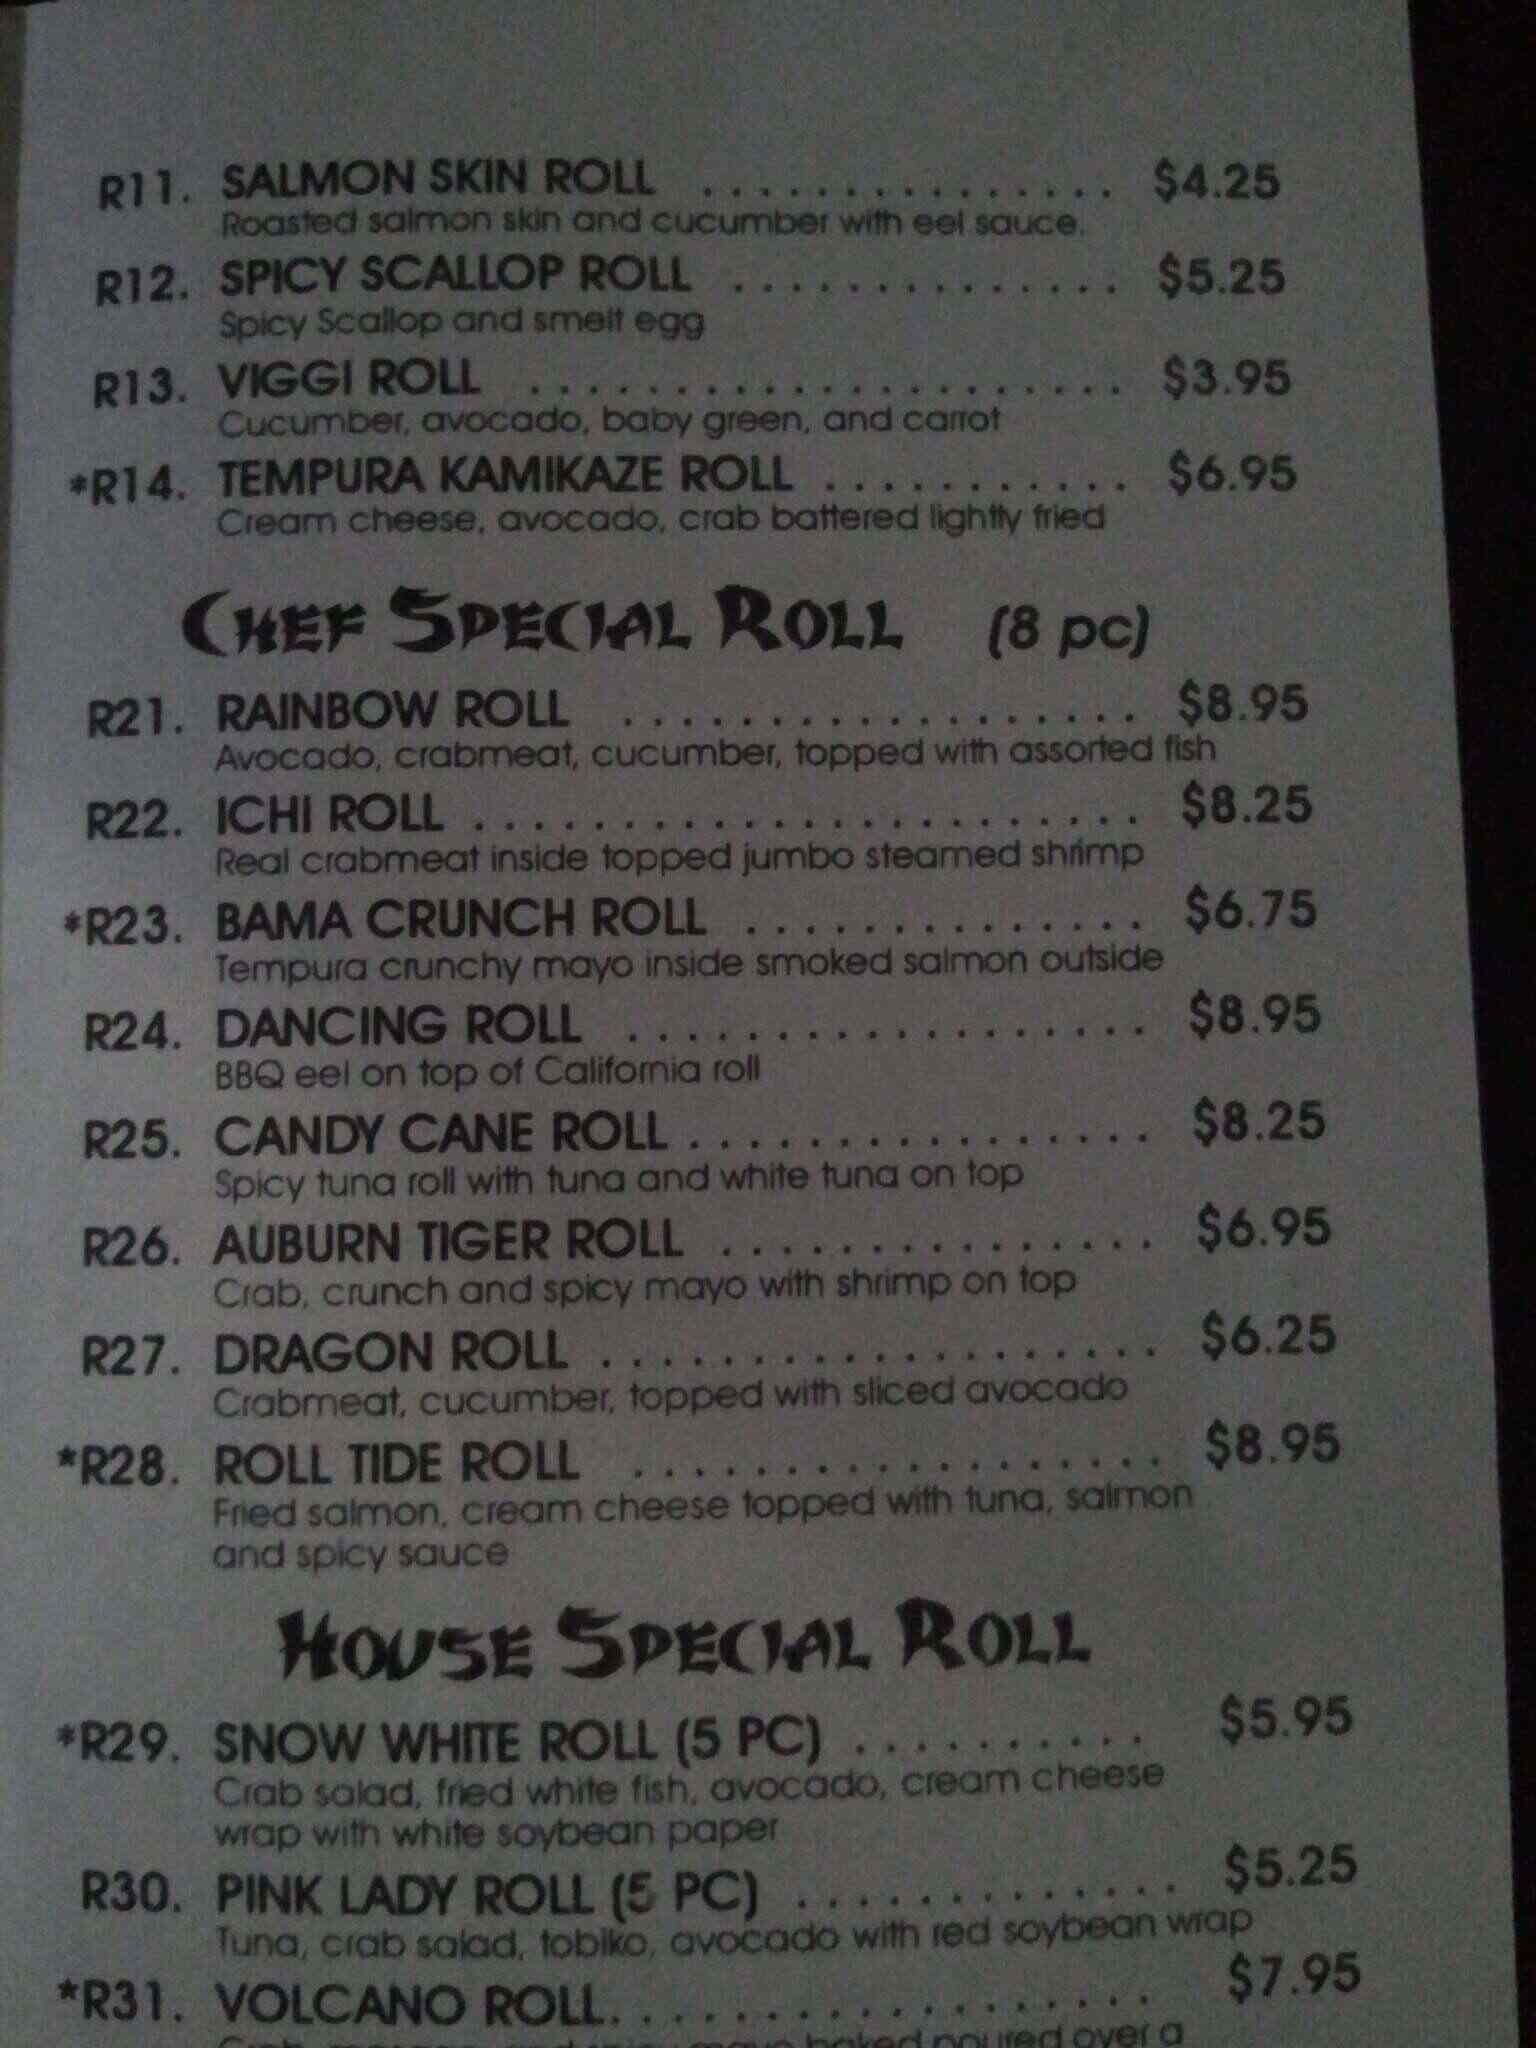 R11. SALMON SKIN ROLL . . . . . . . . . . . . . . . $4.25
Roasted salmon skin and cucumber with eel sauce.
R12. SPICY SCALLOP ROLL . . . . . . . . . . . . . . $5.25
Spicy Scallop and smelt egg
R13. VIGGI ROLL . . . . . . . . . . . . . . . . . . . . . $3.95
Cucumber, avocado, baby green, and carrot
*R14. TEMPURA KAMIKAZE ROLL . . . . . . . . . . . $6.95
Cream cheese, avocado, crab battered lightly fried
CHEF SPECIAL ROLL (8 pc)
R21. RAINBOW ROLL . . . . . . . . . . . . . . . . . . $8.95
Avocado, crabmeat, cucumber, topped with assorted fish
R22. ICHI ROLL . . . . . . . . . . . . . . . . . . . . . . . $8.25
Real crabmeat inside topped jumbo steamed shrimp
*R23. BAMA CRUNCH ROLL . . . . . . . . . . . . . . $6.75
Tempura crunchy mayo inside smoked salmon outside
R24. DANCING ROLL . . . . . . . . . . . . . . . . . . $8.95
BBQ eel on top of California roll
R25. CANDY CANE ROLL . . . . . . . . . . . . . . . . $8.25
Spicy tuna roll with tuna and white tuna on top
R26. AUBURN TIGER ROLL . . . . . . . . . . . . . . . $6.95
Crab, crunch and spicy mayo with shrimp on top
R27. DRAGON ROLL . . . . . . . . . . . . . . . . . . . $6.25
Crabmeat, cucumber, topped with sliced avocado
*R28. ROLL TIDE ROLL . . . . . . . . . . . . . . . . . . $8.95
Fried salmon, cream cheese topped with tuna, salmon
and spicy sauce
HOUSE SPECIAL ROLL
*R29. SNOW WHITE ROLL (5 PC) . . . . . . . . . . $5.95
Crab salad, fried white fish, avocado, cream cheese
wrap with white soybean paper
R30. PINK LADY ROLL (5 PC) . . . . . . . . . . . . . $5.25
Tuna, crab salad, tobiko, avocado with red soybean wrap
*R31. VOLCANO ROLL. . . . . . . . . . . . . . . . . . . $7.95
baked poured over a